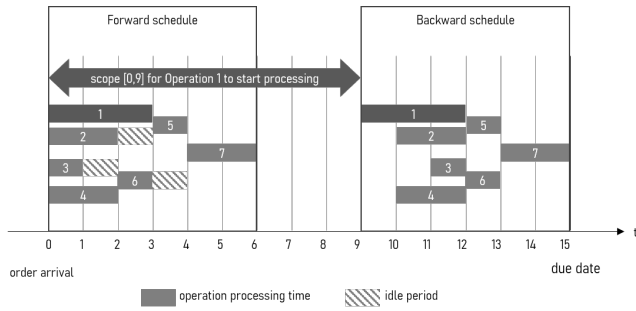 Forward schedule
Backward schedule
scope [0,9] for Operation 1 to start processing
1
1
5
5
2
2
7
7
3
3
6
6
4
4
0 1 2 3 4 5 6 7 8 9 10 11 12 13 14 15
t
order arrival
due date
operation processing time
idle period